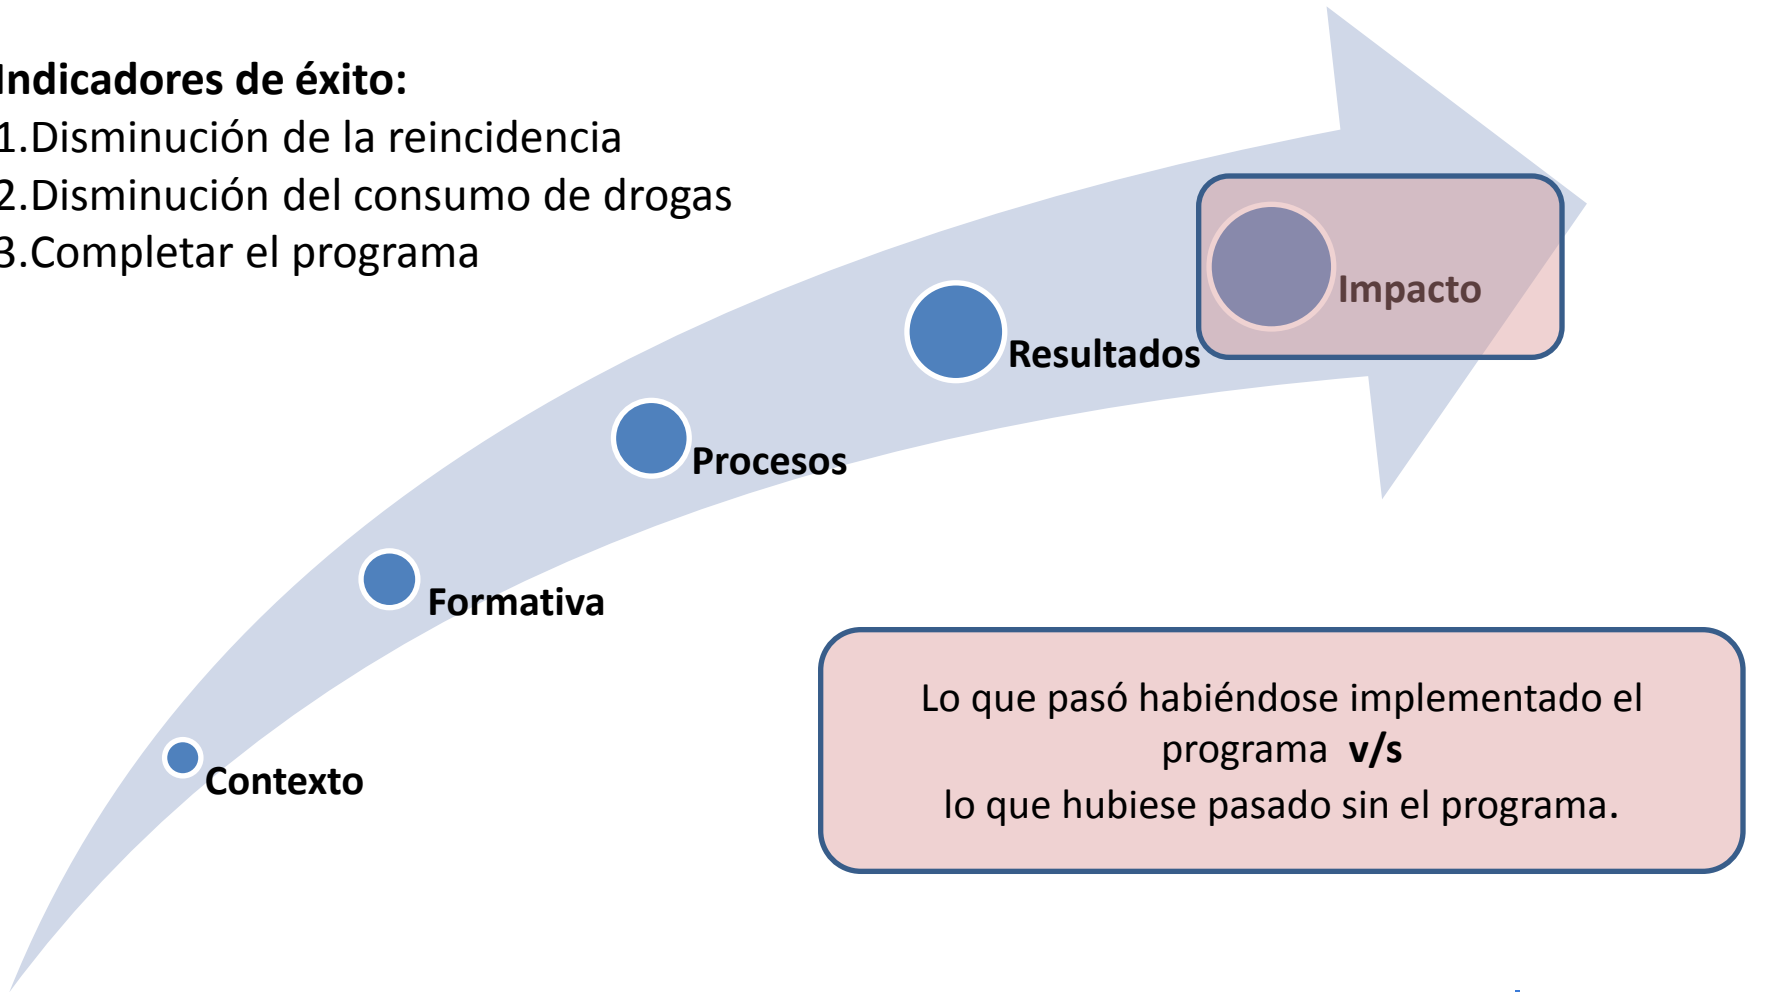 Indicadores de éxito:
1.Disminución de la reincidencia
2.Disminución del consumo de drogas
3.Completar el programa
Impacto
Resultados
Procesos
Formativa
Contexto
Lo que pasó habiéndose implementado el
programa v/s
lo que hubiese pasado sin el programa.